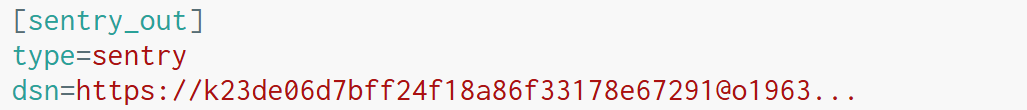 [sentry_out]
type=sentry
dsn=https://k23de06d7bff24f18a86f33178e67291@o1963...